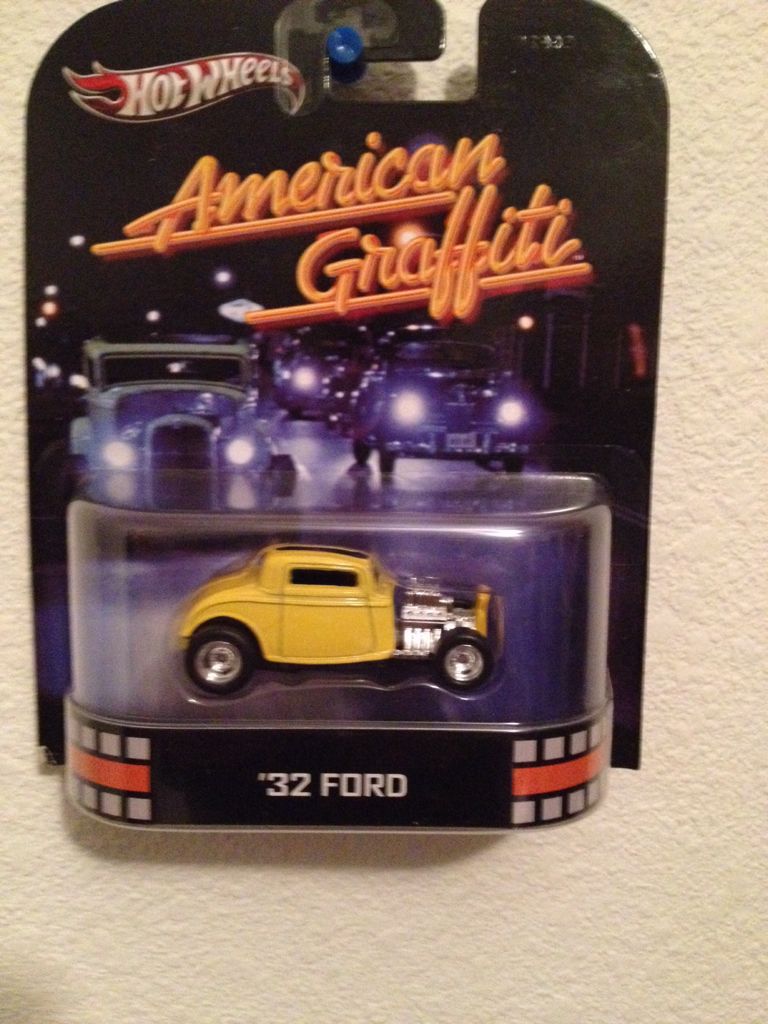 HOT WHEELS
American
Graffiti
'32 FORD